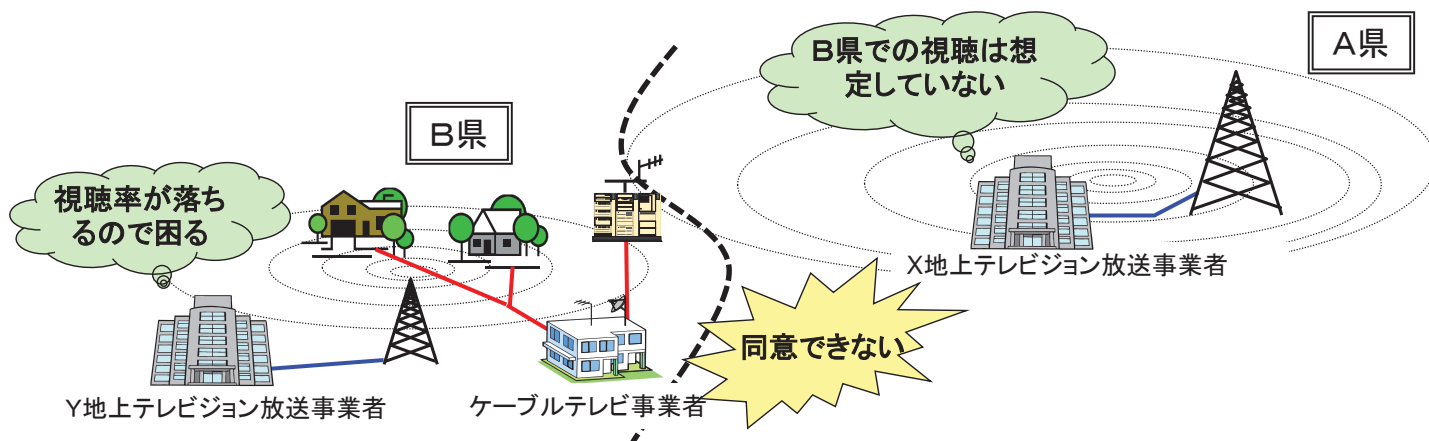 A県
B県での視聴は想
定していない
B県
視聴率が落ち
るので困る
X地上テレビジョン放送事業者
同意できない
Y地上テレビジョン放送事業者
ケーブルテレビ事業者